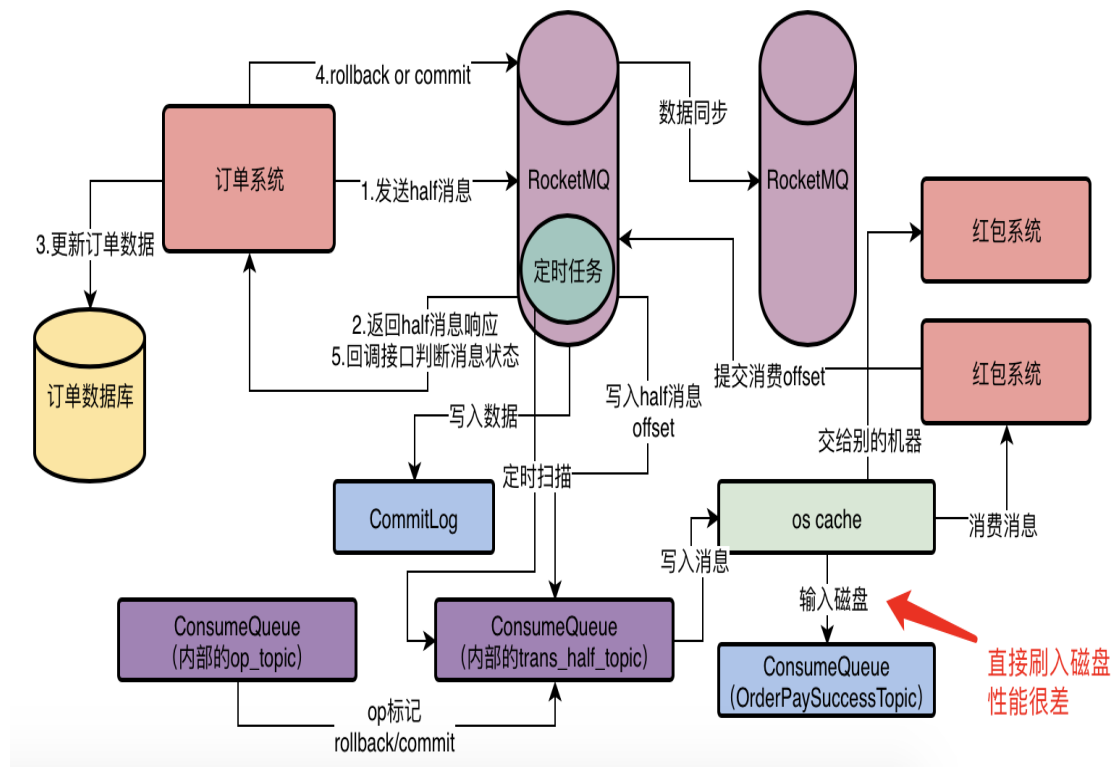 4.rollback or commit
数据同步
订单系统
1.发送half消息
RocketMQ
RocketMQ
3.更新订单数据
红包系统
定时任务
2.返回half消息响应
5.回调接口判断消息状态
订单数据库
写入half消息
offset
提交消费offset
红包系统
写入数据
交给别的机器
定时扫描
CommitLog
os cache
消费消息
写入消息
输入磁盘
ConsumeQueue
（内部的op_topic）
ConsumeQueue
（内部的trans_half_topic）
ConsumeQueue
（OrderPaySuccessTopic）
直接刷入磁盘
性能很差
op标记
rollback/commit